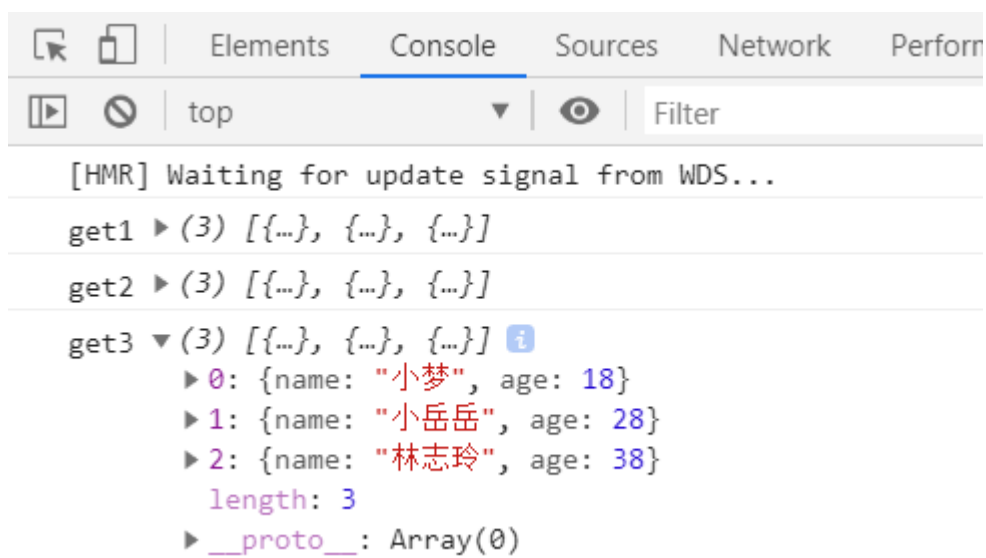 Elements Console Sources Network Perforn
top Filter
[HMR] Waiting for update signal from WDS...
get1 (3) [{…}, {…}, {…}]
get2 (3) [{…}, {…}, {…}]
get3 (3) [{…}, {…}, {…}] i
0: {name: "小梦", age: 18}
1: {name: "小岳岳", age: 28}
2: {name: "林志玲", age: 38}
length: 3
__proto__: Array(0)